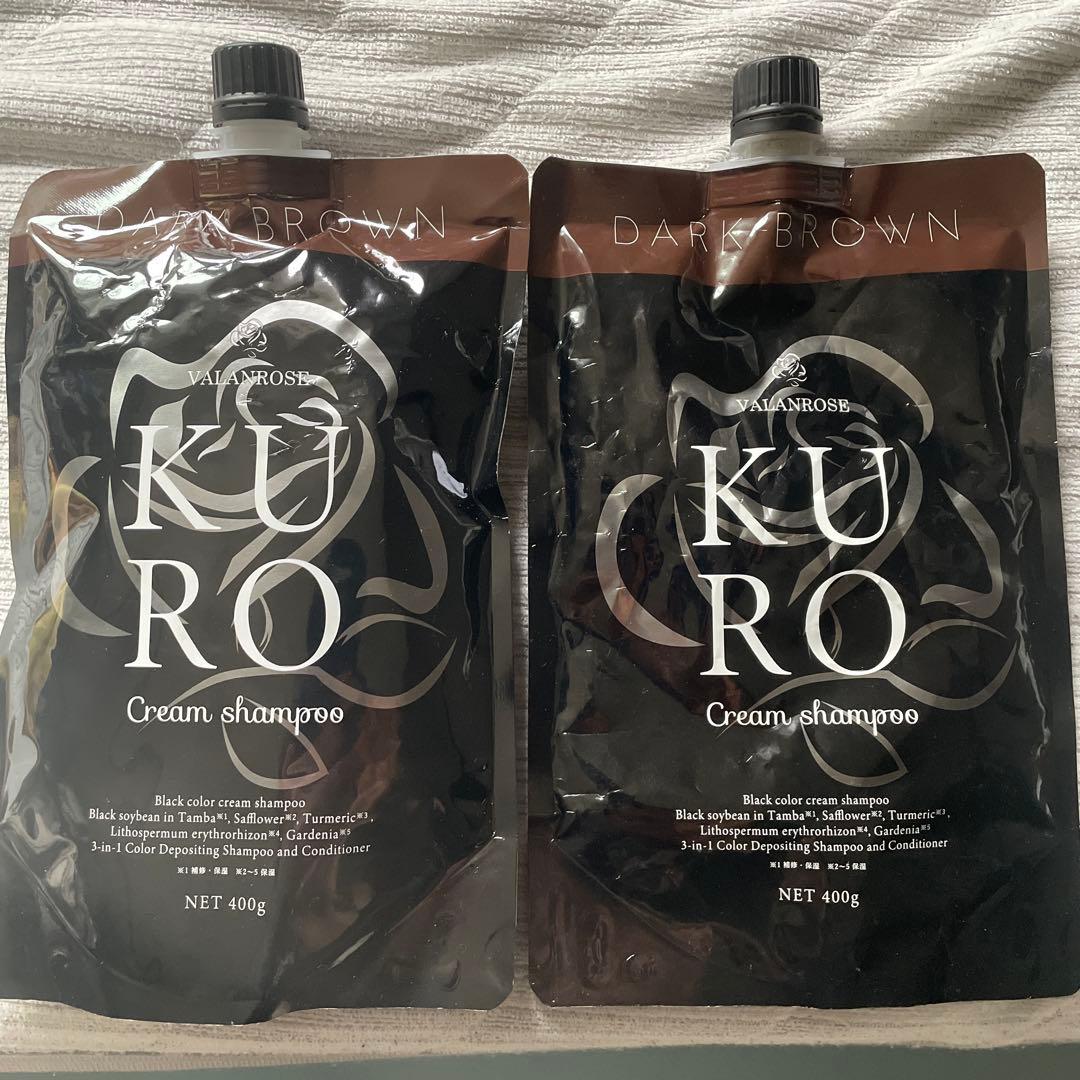 DARK BROWN
VALANROSE
KU
RO
Cream shampoo
Black color cream shampoo
Black soybean in Tamba※1, Safflower※2, Turmeric※3,
Lithospermum erythrorhizon※4, Gardenia※5
3-in-1 Color Depositing Shampoo and Conditioner
※1 補修・保湿 ※2～5 保湿
NET 400g
DARK BROWN
VALANROSE
KU
RO
Cream shampoo
Black color cream shampoo
Black soybean in Tamba※1, Safflower※2, Turmeric※3,
Lithospermum erythrorhizon※4, Gardenia※5
3-in-1 Color Depositing Shampoo and Conditioner
※1 補修・保湿 ※2～5 保湿
NET 400g